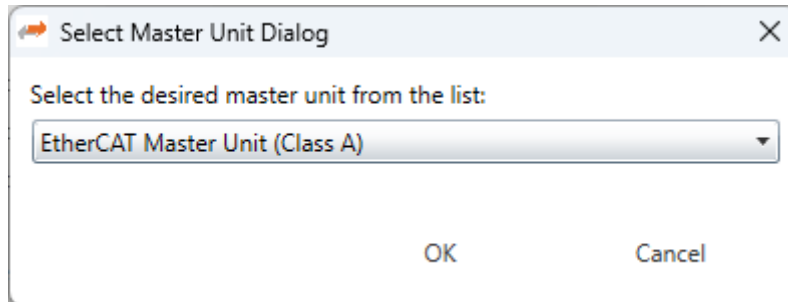 Select Master Unit Dialog
Select the desired master unit from the list:
EtherCAT Master Unit (Class A)
OK Cancel